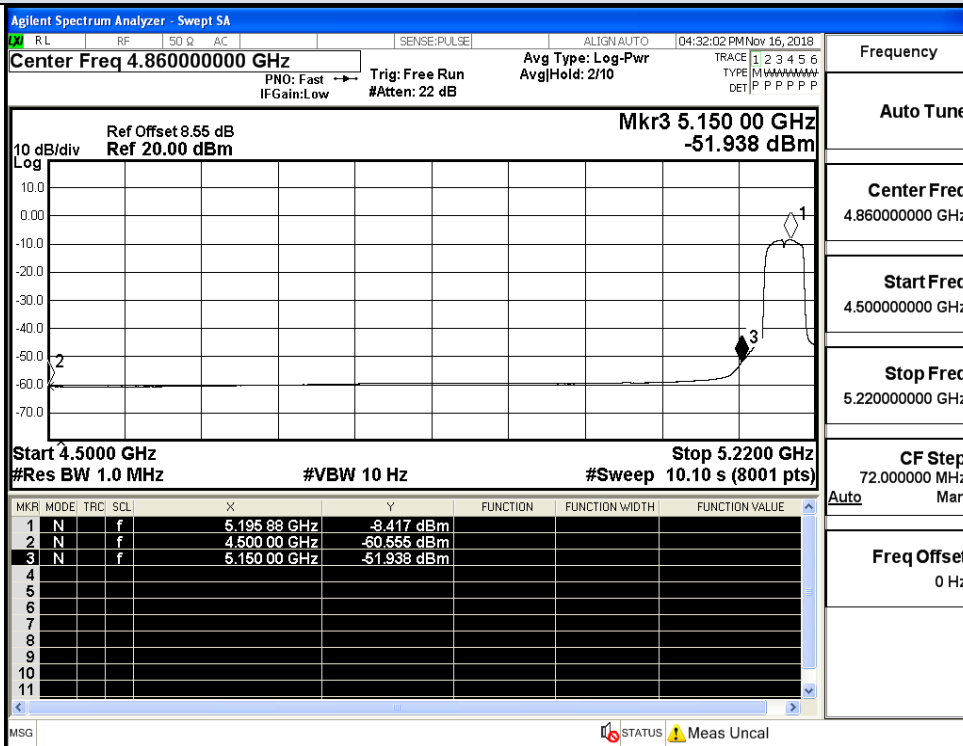 Agilent Spectrum Analyzer - Swept SA
LXI RL RF 50 Ω AC SENSE:PULSE ALIGN AUTO 04:32:02 PM Nov 16, 2018
Center Freq 4.860000000 GHz
PNO: Fast
IFGain:Low
Trig: Free Run
#Atten: 22 dB
Avg Type: Log-Pwr
Avg|Hold: 2/10
TRACE 1 2 3 4 5 6
TYPE M
DET P P P P P P
Mkr3 5.150 00 GHz
-51.938 dBm
Ref Offset 8.55 dB
10 dB/div Ref 20.00 dBm
Log
10.0
0.00
-10.0
-20.0
-30.0
-40.0
-50.0
-60.0
-70.0
1
2
3
Start 4.5000 GHz Stop 5.2200 GHz
#Res BW 1.0 MHz #VBW 10 Hz #Sweep 10.10 s (8001 pts)
MKR MODE TRC SCL X Y FUNCTION FUNCTION WIDTH FUNCTION VALUE
1 N f 5.195 88 GHz -8.417 dBm
2 N f 4.500 00 GHz -60.555 dBm
3 N f 5.150 00 GHz -51.938 dBm
4
5
6
7
8
9
10
11
MSG STATUS Meas Uncal
Frequency
Auto Tune
Center Freq
4.860000000 GHz
Start Freq
4.500000000 GHz
Stop Freq
5.220000000 GHz
CF Step
72.000000 MHz
Auto Man
Freq Offset
0 Hz